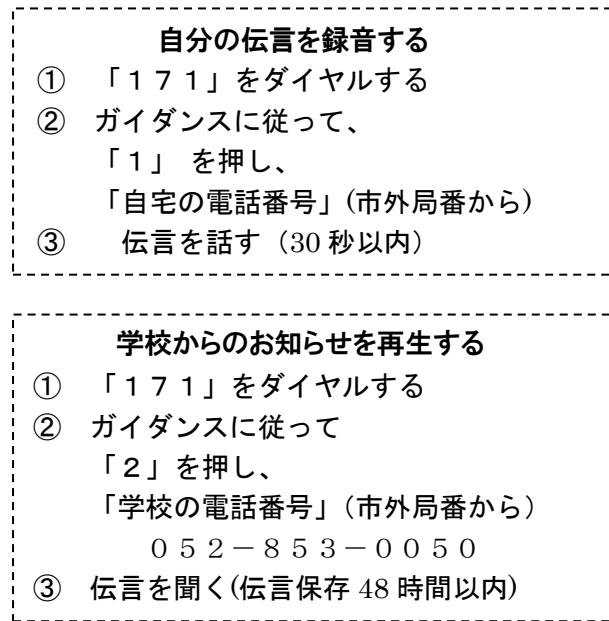 自分の伝言を録音する
① 「１７１」をダイヤルする
② ガイダンスに従って、
「１」 を押し、
「自宅の電話番号」(市外局番から)
③ 伝言を話す（30 秒以内）
学校からのお知らせを再生する
① 「１７１」をダイヤルする
② ガイダンスに従って
「２」を押し、
「学校の電話番号」（市外局番から）
０５２－８５３－００５０
③ 伝言を聞く(伝言保存 48 時間以内)